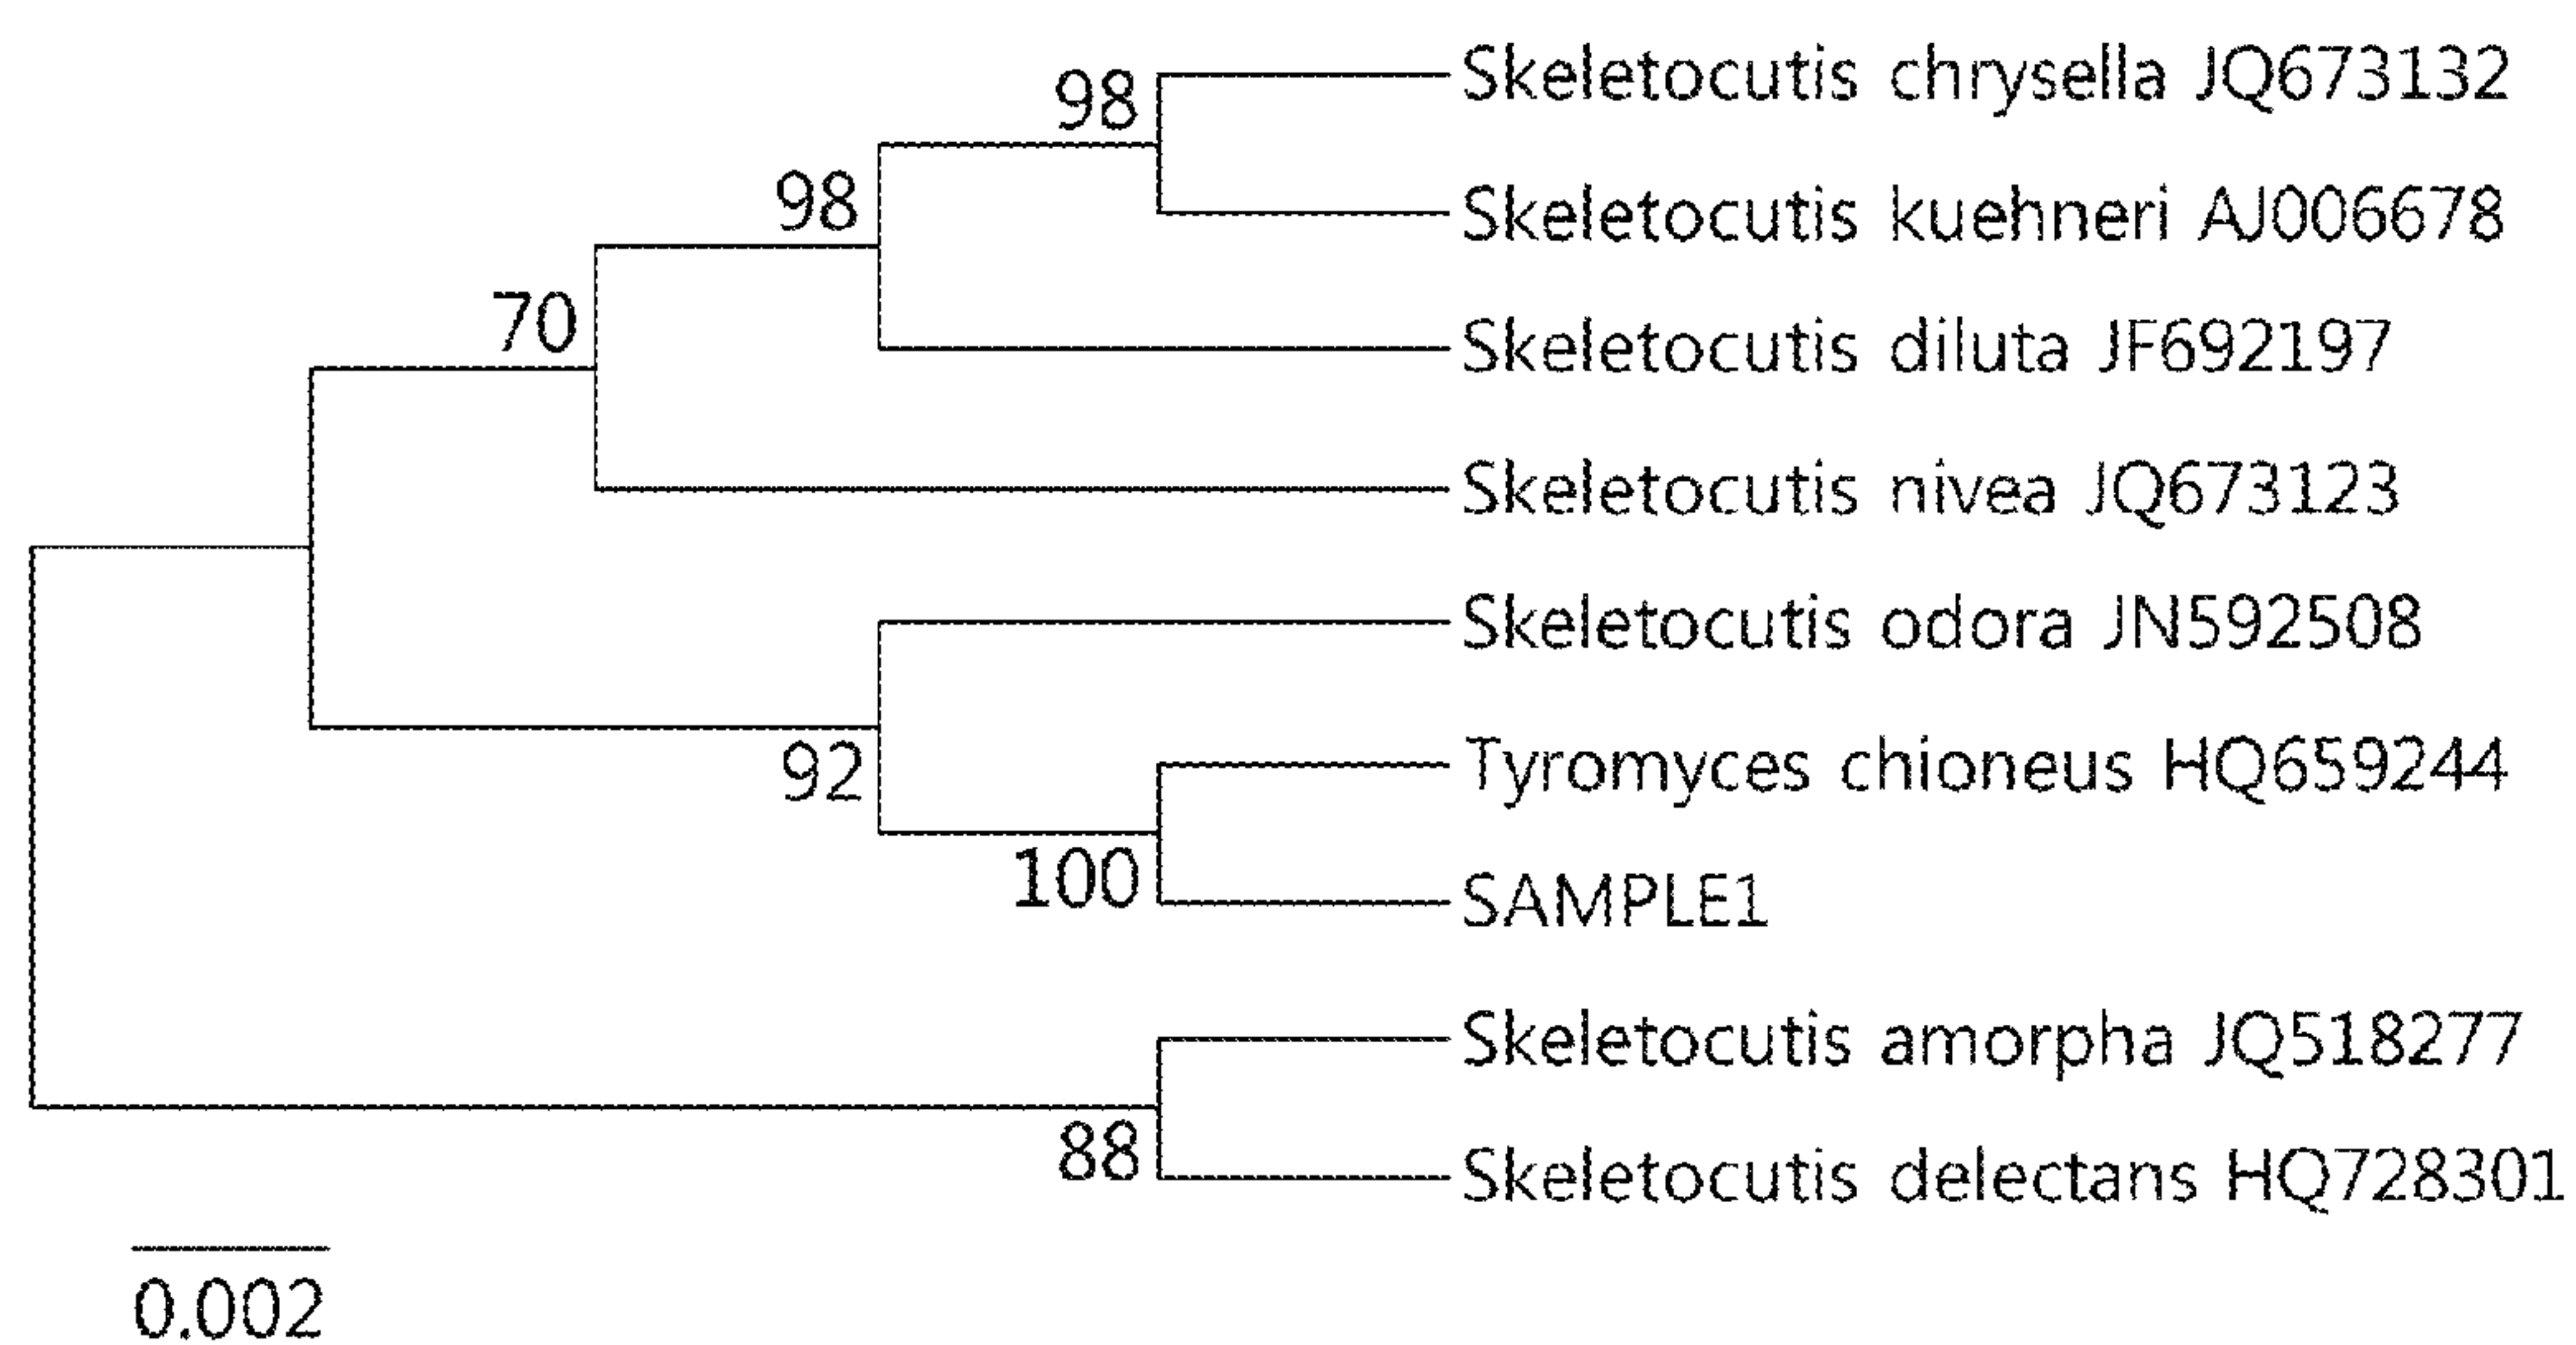 Skeletocutis chrysella JQ673132
98
Skeletocutis kuehneri AJ006678
98
70
Skeletocutis diluta JF692197
Skeletocutis nivea JQ673123
Skeletocutis odora JN592508
Tyromyces chioneus HQ659244
92
100
SAMPLE1
Skeletocutis amorpha JQ518277
88
Skeletocutis delectans HQ728301
0.002